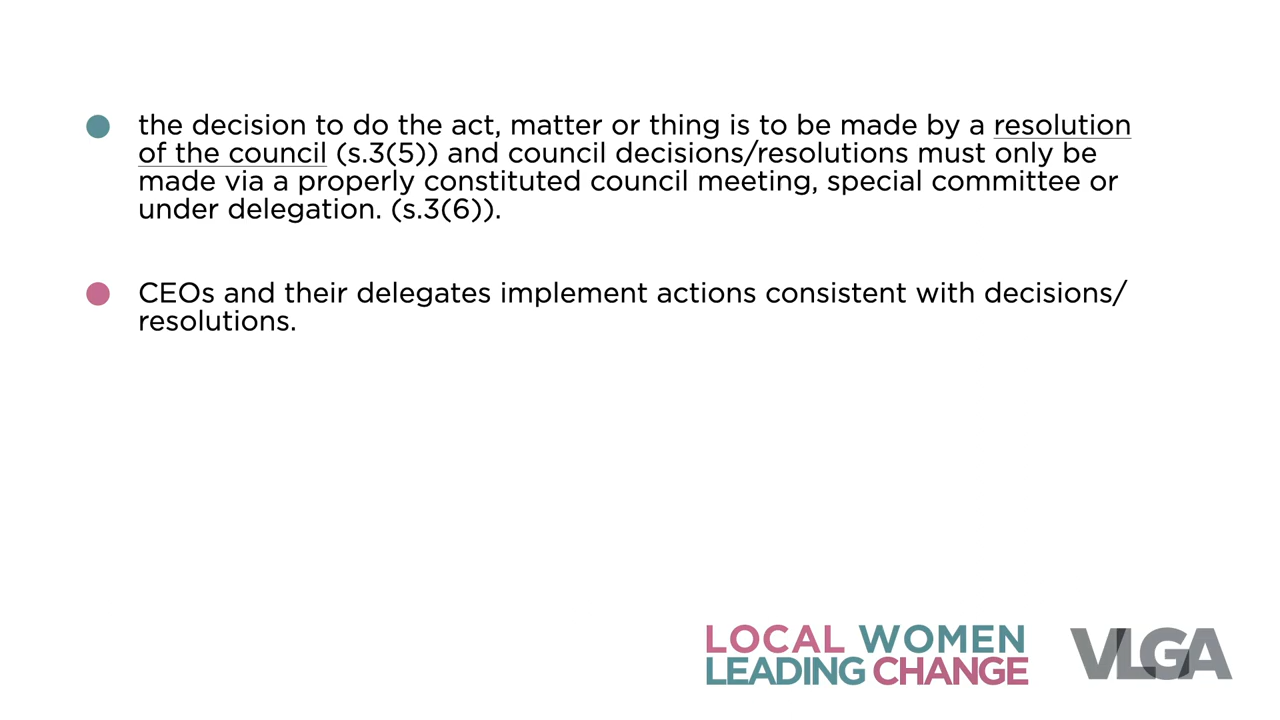 the decision to do the act, matter or thing is to be made by a resolution
of the council (s.3(5)) and council decisions/resolutions must only be
made via a properly constituted council meeting, special committee or
under delegation. (s.3(6)).
CEOs and their delegates implement actions consistent with decisions/
resolutions.
LOCAL WOMEN
LEADING CHANGE
VLGA